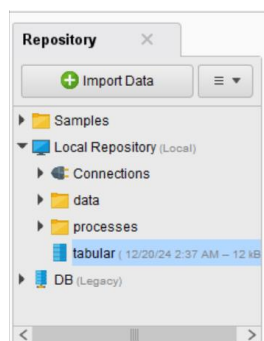 Repository
Import Data
Samples
Local Repository (Local)
Connections
data
processes
tabular ( 12/20/24 2:37 AM – 12 kB
DB (Legacy)